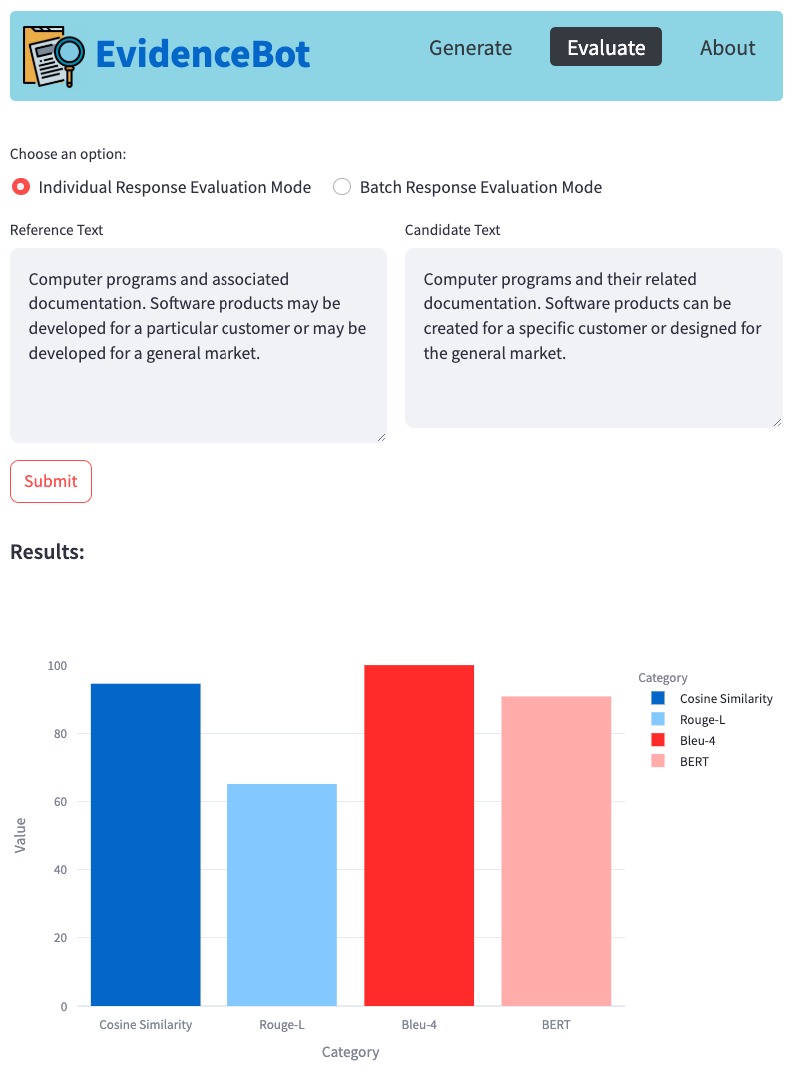 EvidenceBot
Generate
Evaluate
About
Choose an option:
Individual Response Evaluation Mode
Batch Response Evaluation Mode
Reference Text
Computer programs and associated
documentation. Software products may be
developed for a particular customer or may be
developed for a general market.
Candidate Text
Computer programs and their related
documentation. Software products can be
created for a specific customer or designed for
the general market.
Submit
Results:
100
80
60
40
20
0
Value
Cosine Similarity
Rouge-L
Bleu-4
BERT
Category
Category
Cosine Similarity
Rouge-L
Bleu-4
BERT